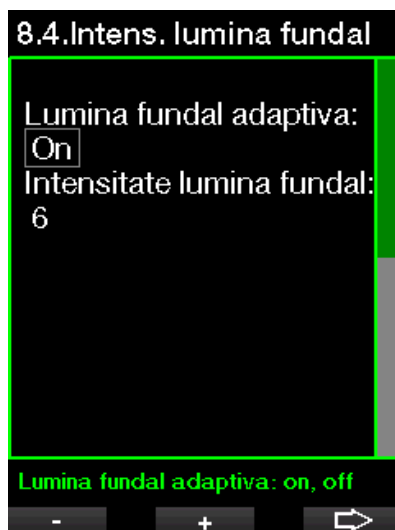 8.4.Intens. lumina fundal
Lumina fundal adaptiva:
On
Intensitate lumina fundal:
6
Lumina fundal adaptiva: on, off
- +